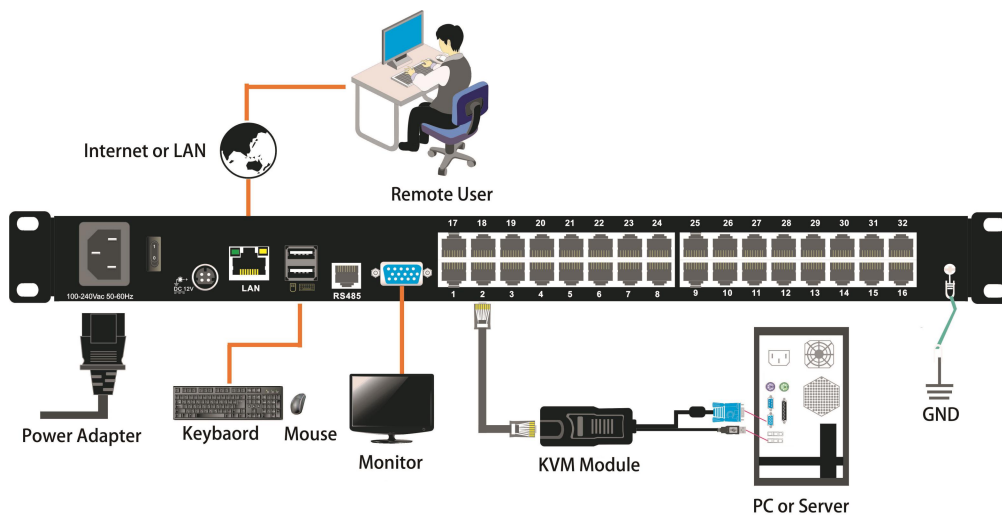 Internet or LAN
Remote User
17 18 19 20 21 22 23 24 25 26 27 28 29 30 31 32
100-240Vac 50-60Hz
DC 12V
LAN
RS485
1 2 3 4 5 6 7 8 9 10 11 12 13 14 15 16
Power Adapter
Keybaord
Mouse
Monitor
KVM Module
PC or Server
GND